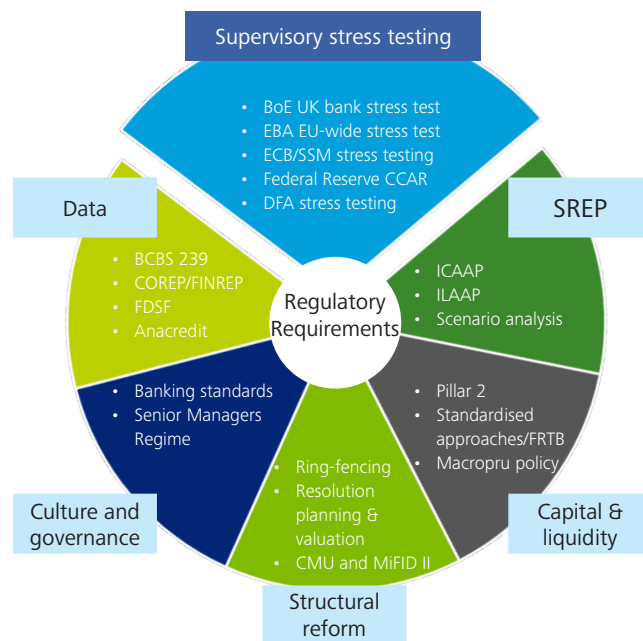 Supervisory stress testing
• BoE UK bank stress test
• EBA EU-wide stress test
• ECB/SSM stress testing
• Federal Reserve CCAR
• DFA stress testing
Data
• BCBS 239
• COREP/FINREP
• FDSF
• Anacredit
SREP
• ICAAP
• ILAAP
• Scenario analysis
Regulatory
Requirements
• Banking standards
• Senior Managers
Regime
Culture and
governance
• Ring-fencing
• Resolution
planning &
valuation
• CMU and MiFID II
Structural
reform
• Pillar 2
• Standardised
approaches/FRTB
• Macropru policy
Capital &
liquidity